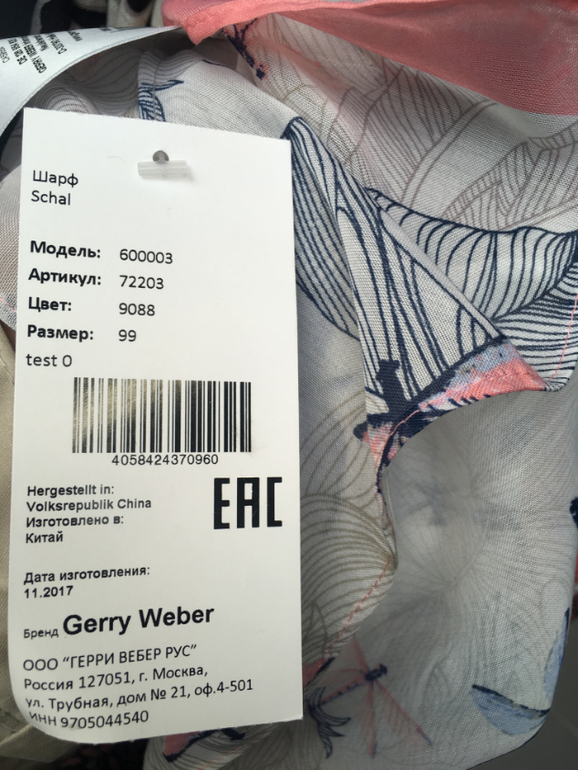 Шарф
Schal
Модель: 600003
Артикул: 72203
Цвет: 9088
Размер: 99
test 0
4058424370960
Hergestellt in:
Volksrepublik China
Изготовлено в:
Китай
EAC
Дата изготовления:
11.2017
Бренд Gerry Weber
ООО "ГЕРРИ ВЕБЕР РУС"
Россия 127051, г. Москва,
ул. Трубная, дом № 21, оф.4-501
ИНН 9705044540
GERRY WEBER